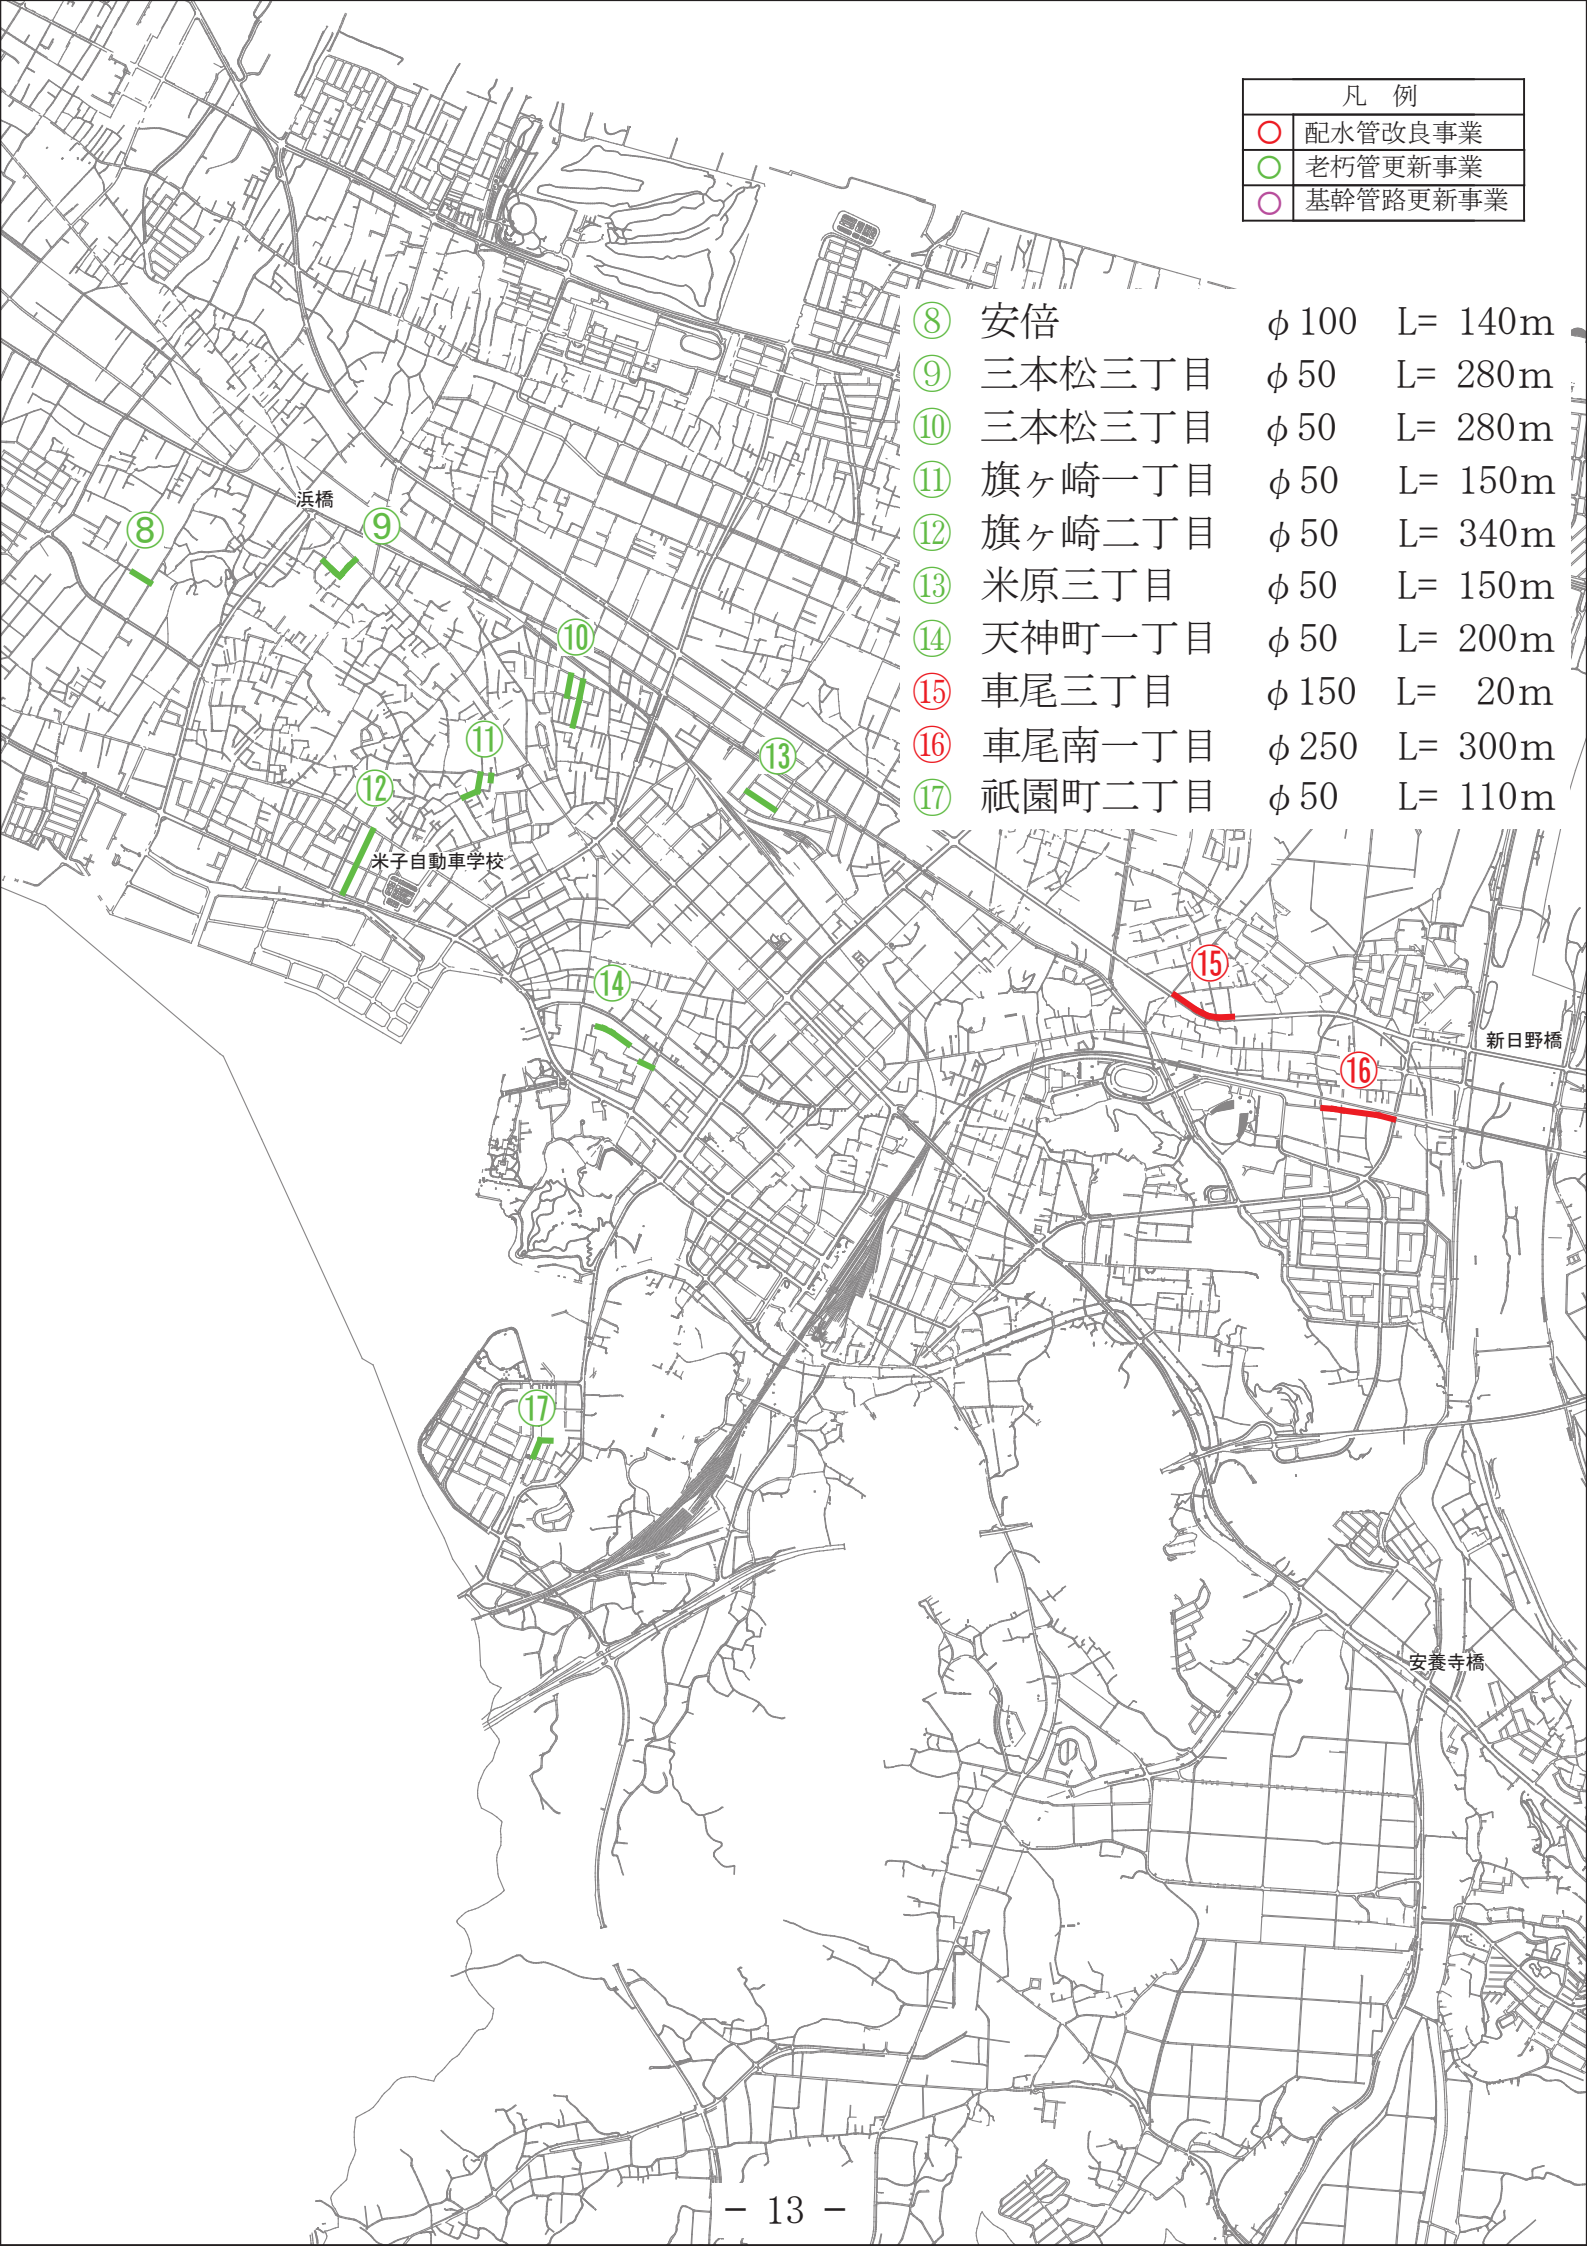 凡 例
配水管改良事業
老朽管更新事業
基幹管路更新事業
⑧ 安倍 φ100 L= 140m
⑨ 三本松三丁目 φ50 L= 280m
⑩ 三本松三丁目 φ50 L= 280m
⑪ 旗ヶ崎一丁目 φ50 L= 150m
⑫ 旗ヶ崎二丁目 φ50 L= 340m
⑬ 米原三丁目 φ50 L= 150m
⑭ 天神町一丁目 φ50 L= 200m
⑮ 車尾三丁目 φ150 L= 20m
⑯ 車尾南一丁目 φ250 L= 300m
⑰ 祇園町二丁目 φ50 L= 110m
浜橋
⑧
⑨
⑩
⑪
⑬
⑫
米子自動車学校
⑮
⑭
新日野橋
⑯
⑰
安養寺橋
− 13 −